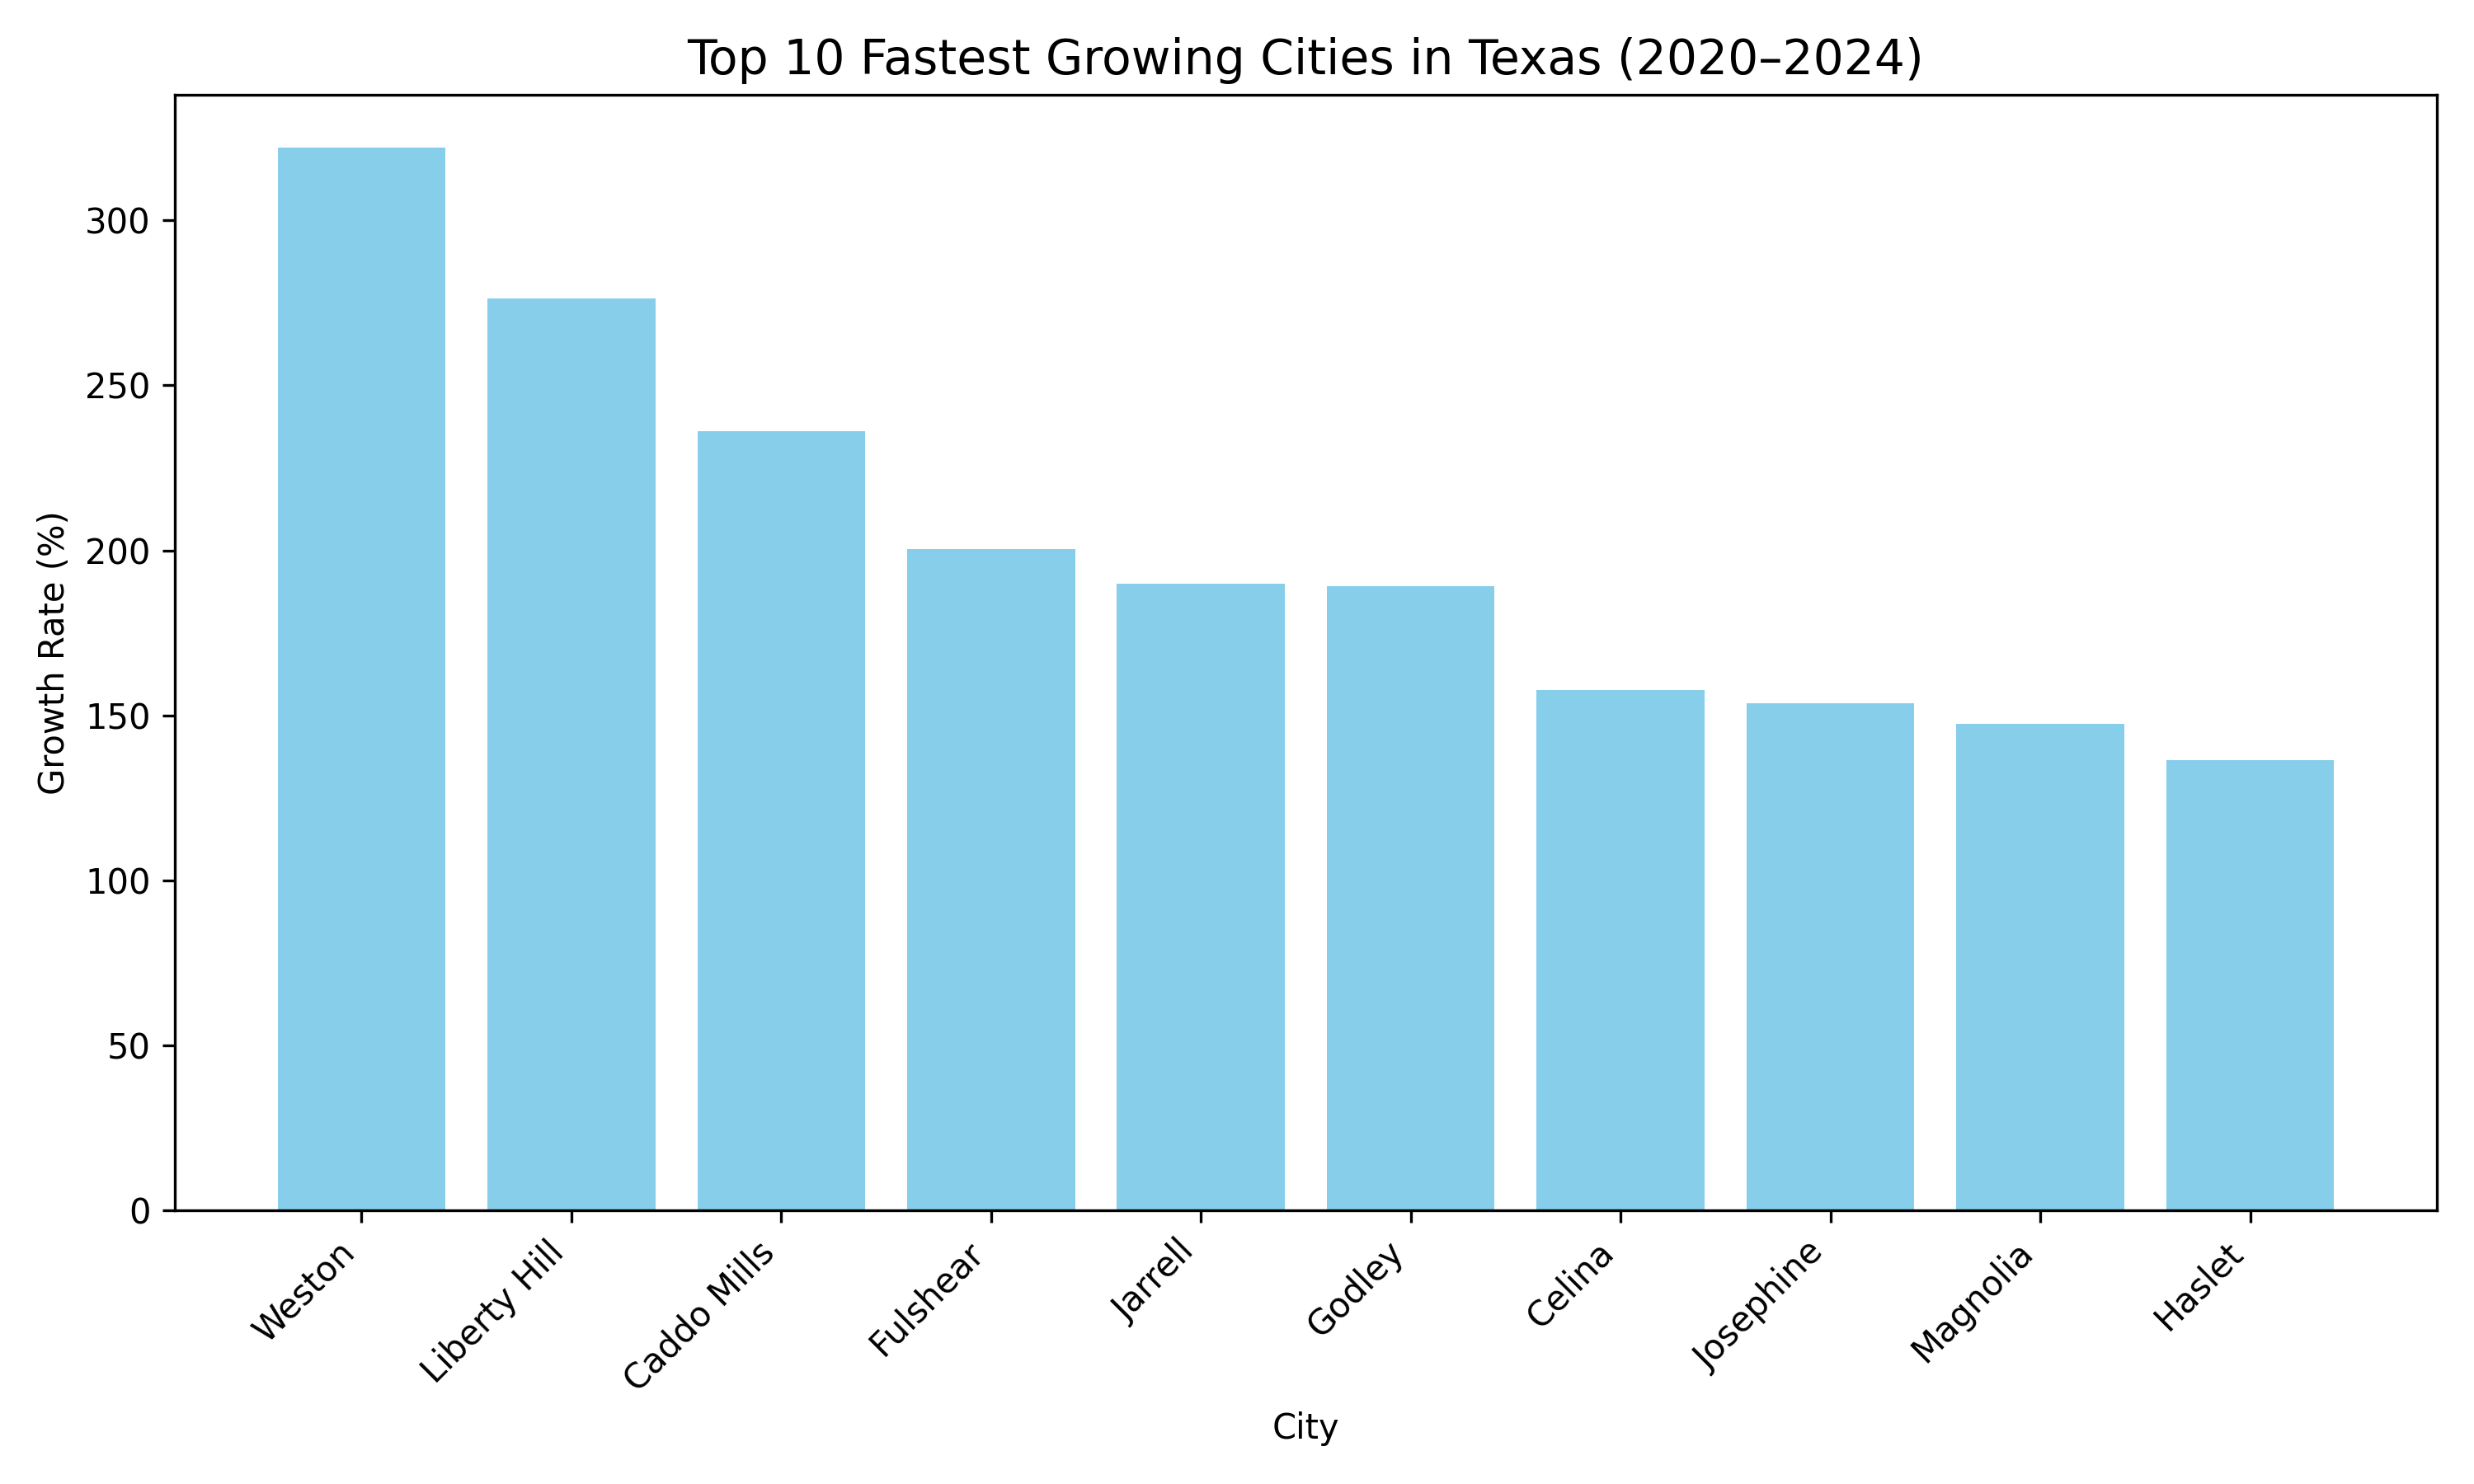 Top 10 Fastest Growing Cities in Texas (2020–2024)
Growth Rate (%)
300
250
200
150
100
50
0
Weston
Liberty Hill
Caddo Mills
Fulshear
Jarrell
Godley
Celina
Josephine
Magnolia
Haslet
City